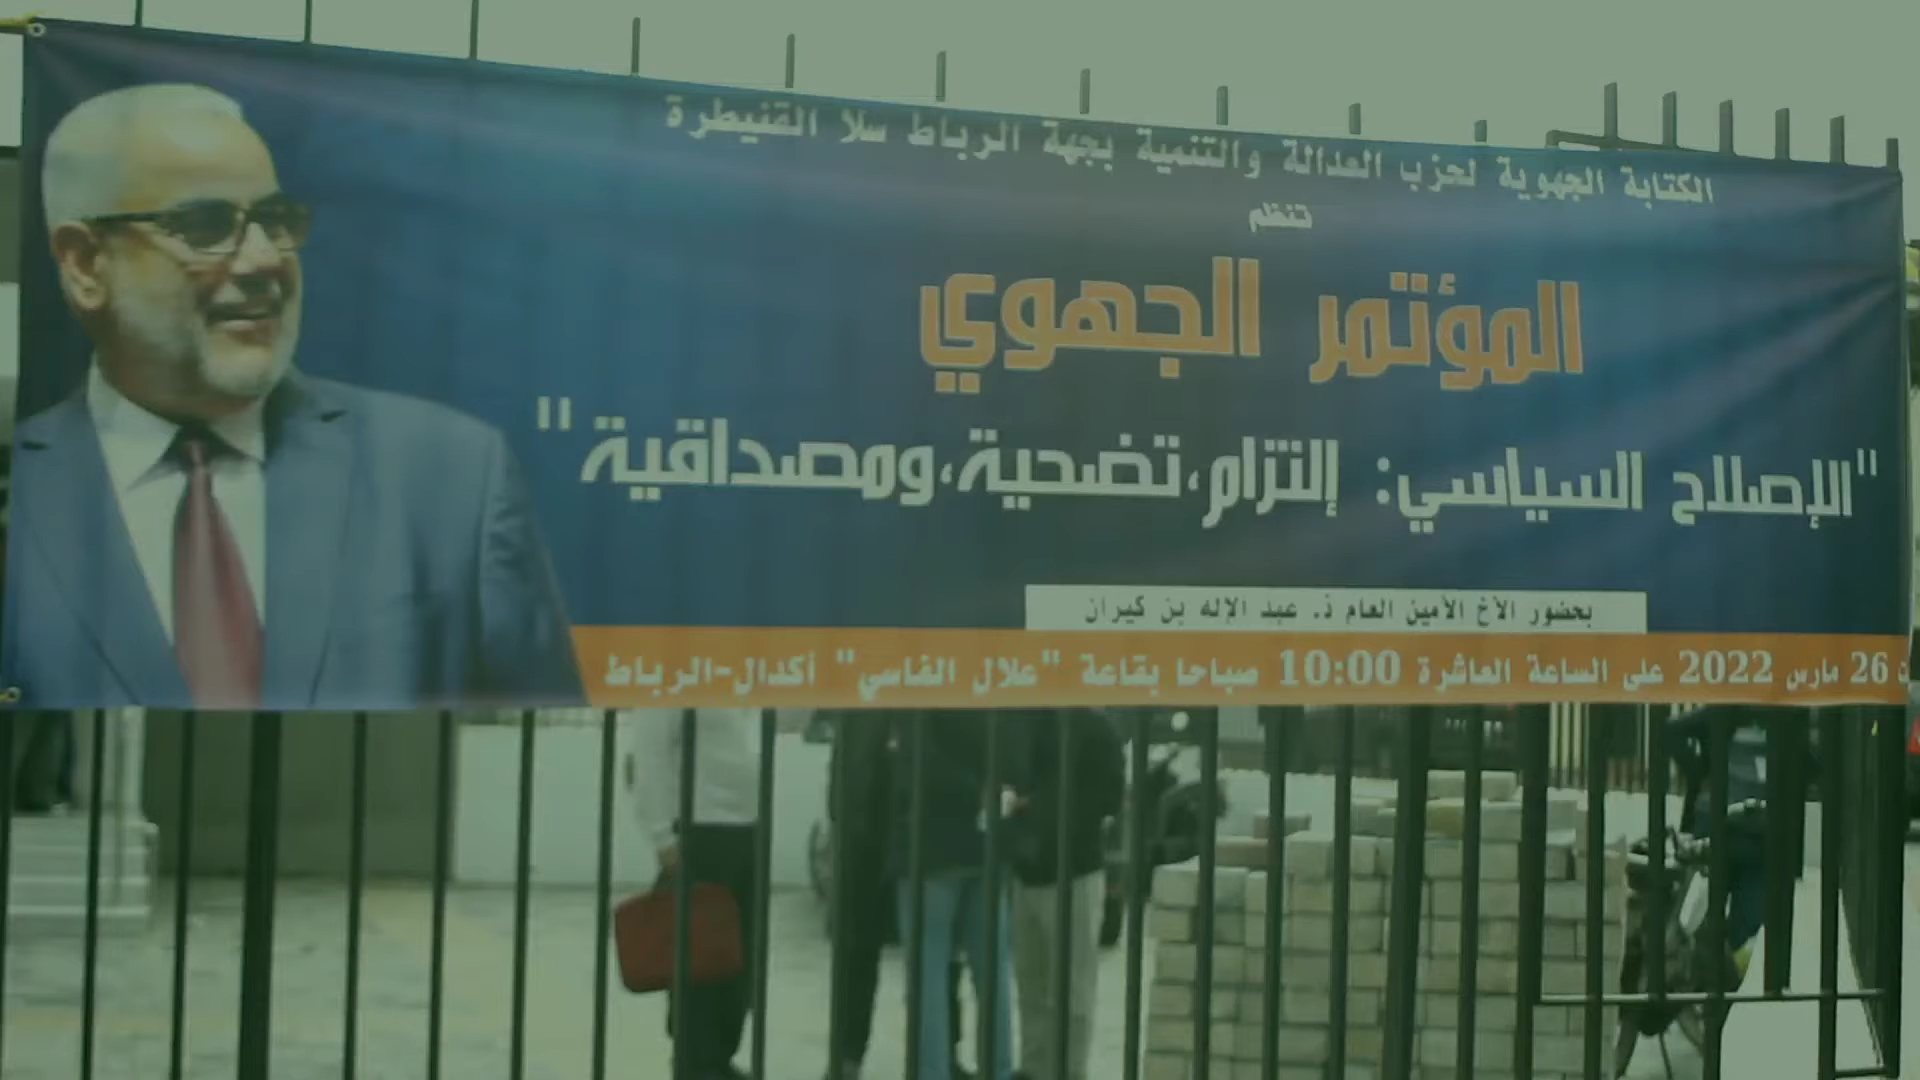 الكتابة الجهوية لحزب العدالة والتنمية بجهة الرباط سلا القنيطرة
تنظم
المؤتمر الجهوي
"الإصلاح السياسي: إلتزام، تضحية، ومصداقية"
بحضور الأخ الأمين العام ذ. عبد الإله بن كيران
26 مارس 2022 على الساعة العاشرة 10:00 صباحا بقاعة "علال الفاسي" أكدال-الرباط